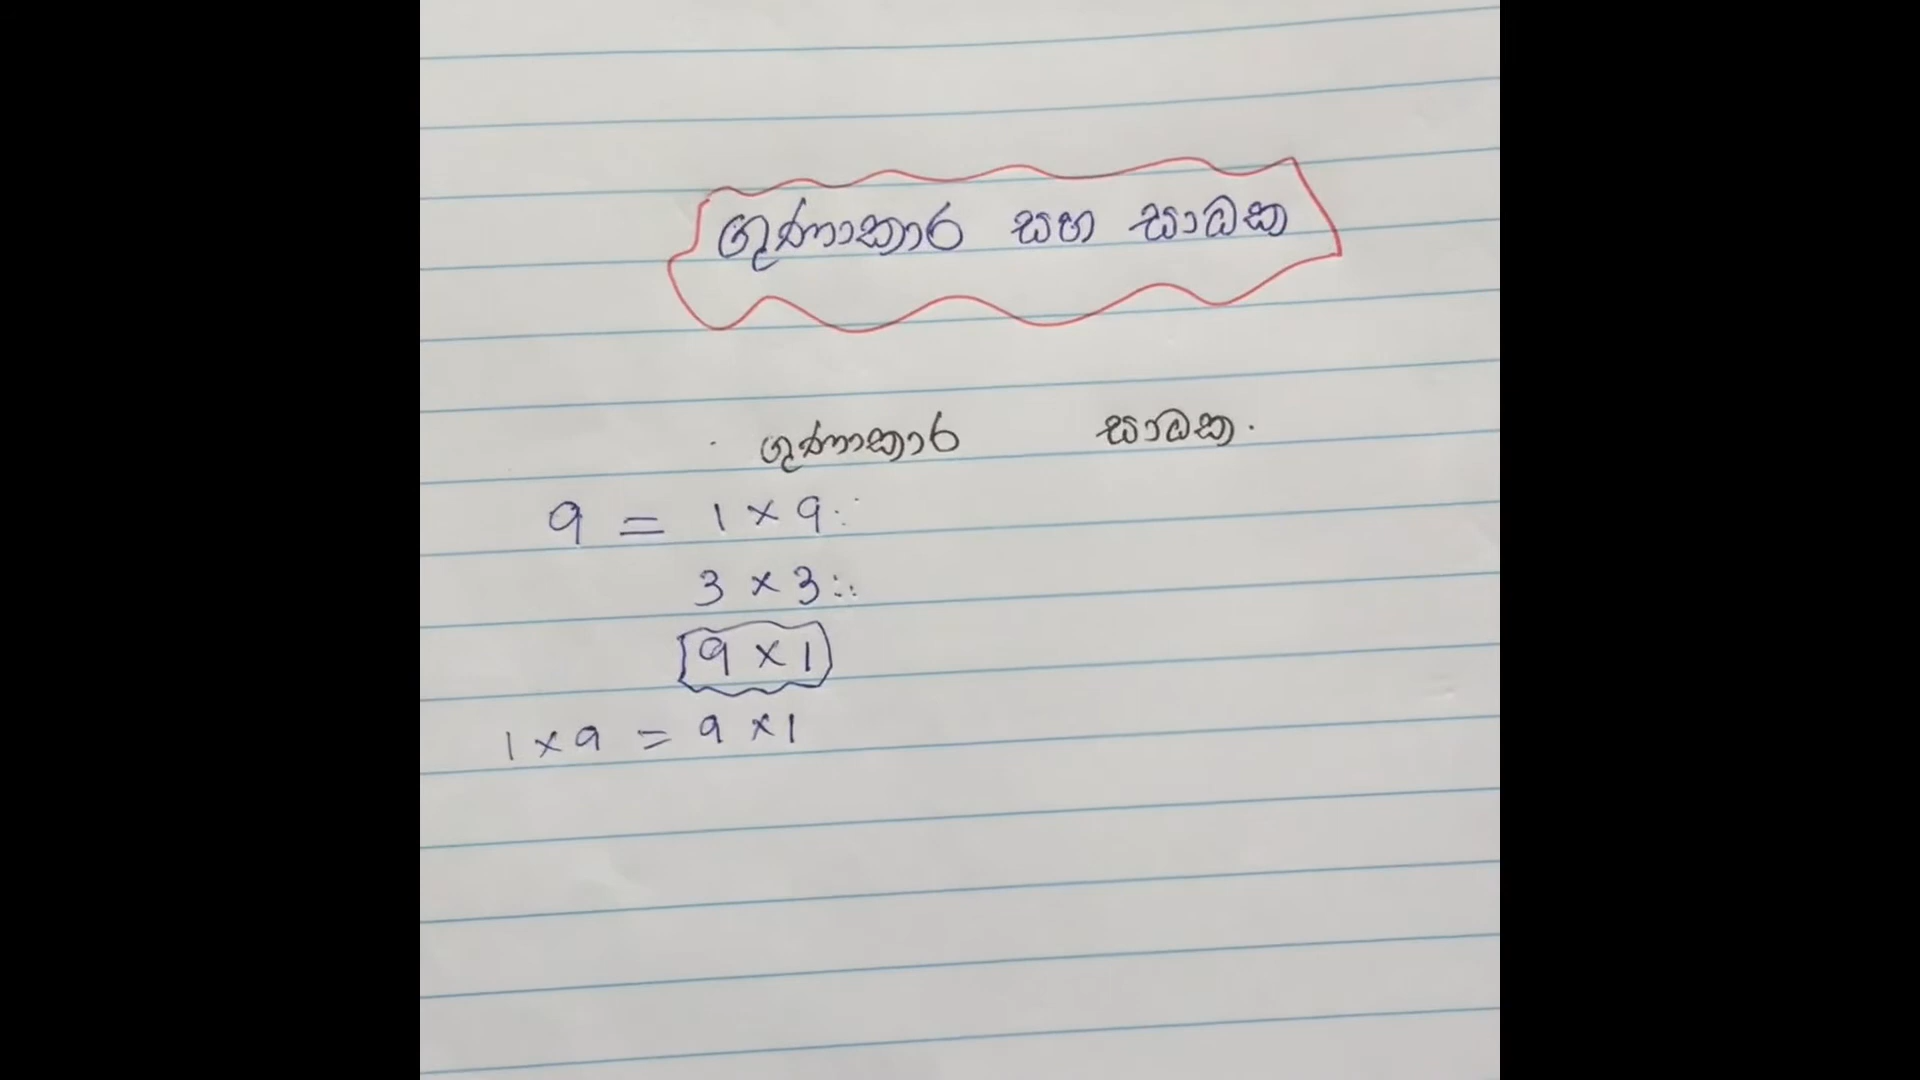 ගුණාකාර සහ සාධක
ගුණාකාර සාධක.
9 = 1 × 9
3 × 3
9 × 1
1 × 9 = 9 × 1